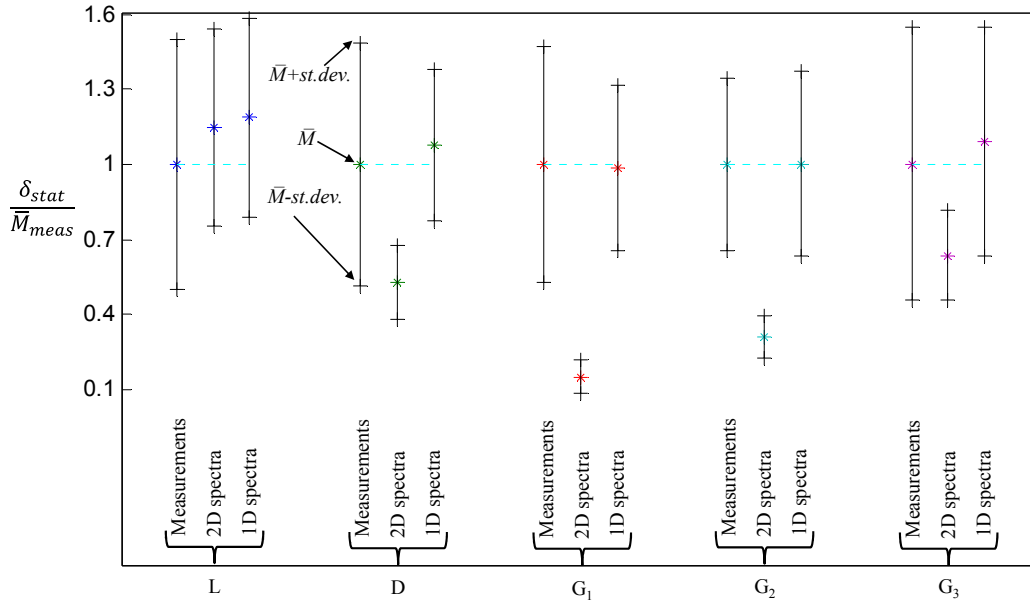 1.6
1.3
1
0.7
0.4
0.1
δ_stat
M̄_meas
M̄+st.dev.
M̄
M̄-st.dev.
Measurements
2D spectra
1D spectra
Measurements
2D spectra
1D spectra
Measurements
2D spectra
1D spectra
Measurements
2D spectra
1D spectra
Measurements
2D spectra
1D spectra
L
D
G₁
G₂
G₃